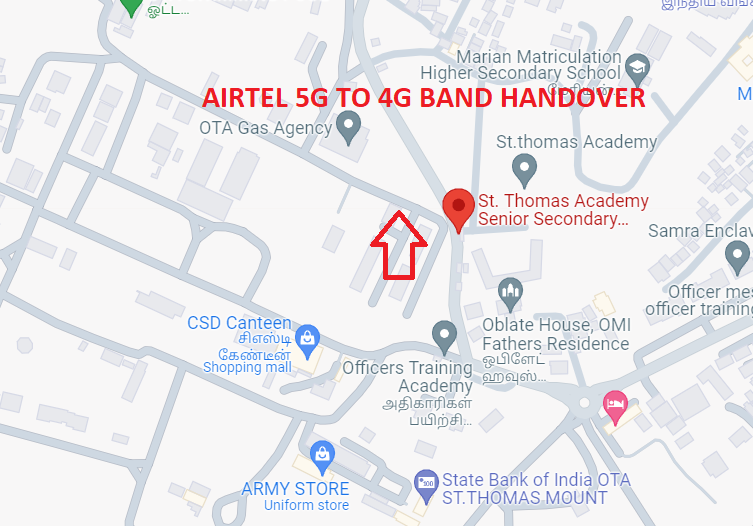 ஒட்ட...
Marian Matriculation
Higher Secondary School
AIRTEL 5G TO 4G BAND HANDOVER
M
OTA Gas Agency
St.thomas Academy
St. Thomas Academy
Senior Secondary...
Samra Enclav
Officer mes
officer training
CSD Canteen
சிஎஸ்டி
கேண்டீன்
Shopping mall
Oblate House, OMI
Fathers Residence
ஒபிளேட்
ஹவுஸ்...
Officers Training
Academy
அதிகாரிகள்
பயிற்சி...
ARMY STORE
Uniform store
State Bank of India OTA
ST.THOMAS MOUNT